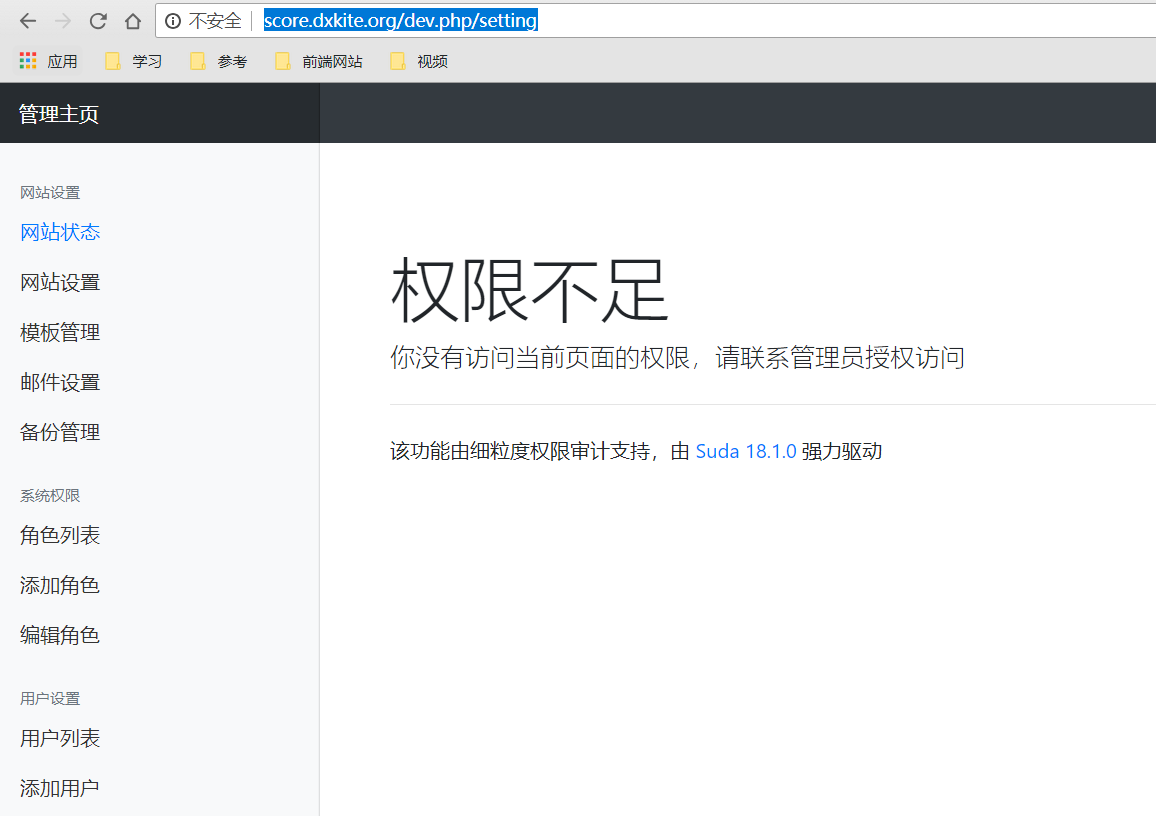 不安全 score.dxkite.org/dev.php/setting
应用 学习 参考 前端网站 视频
管理主页
网站设置
网站状态
网站设置
模板管理
邮件设置
备份管理
系统权限
角色列表
添加角色
编辑角色
用户设置
用户列表
添加用户
权限不足
你没有访问当前页面的权限，请联系管理员授权访问
该功能由细粒度权限审计支持，由 Suda 18.1.0 强力驱动